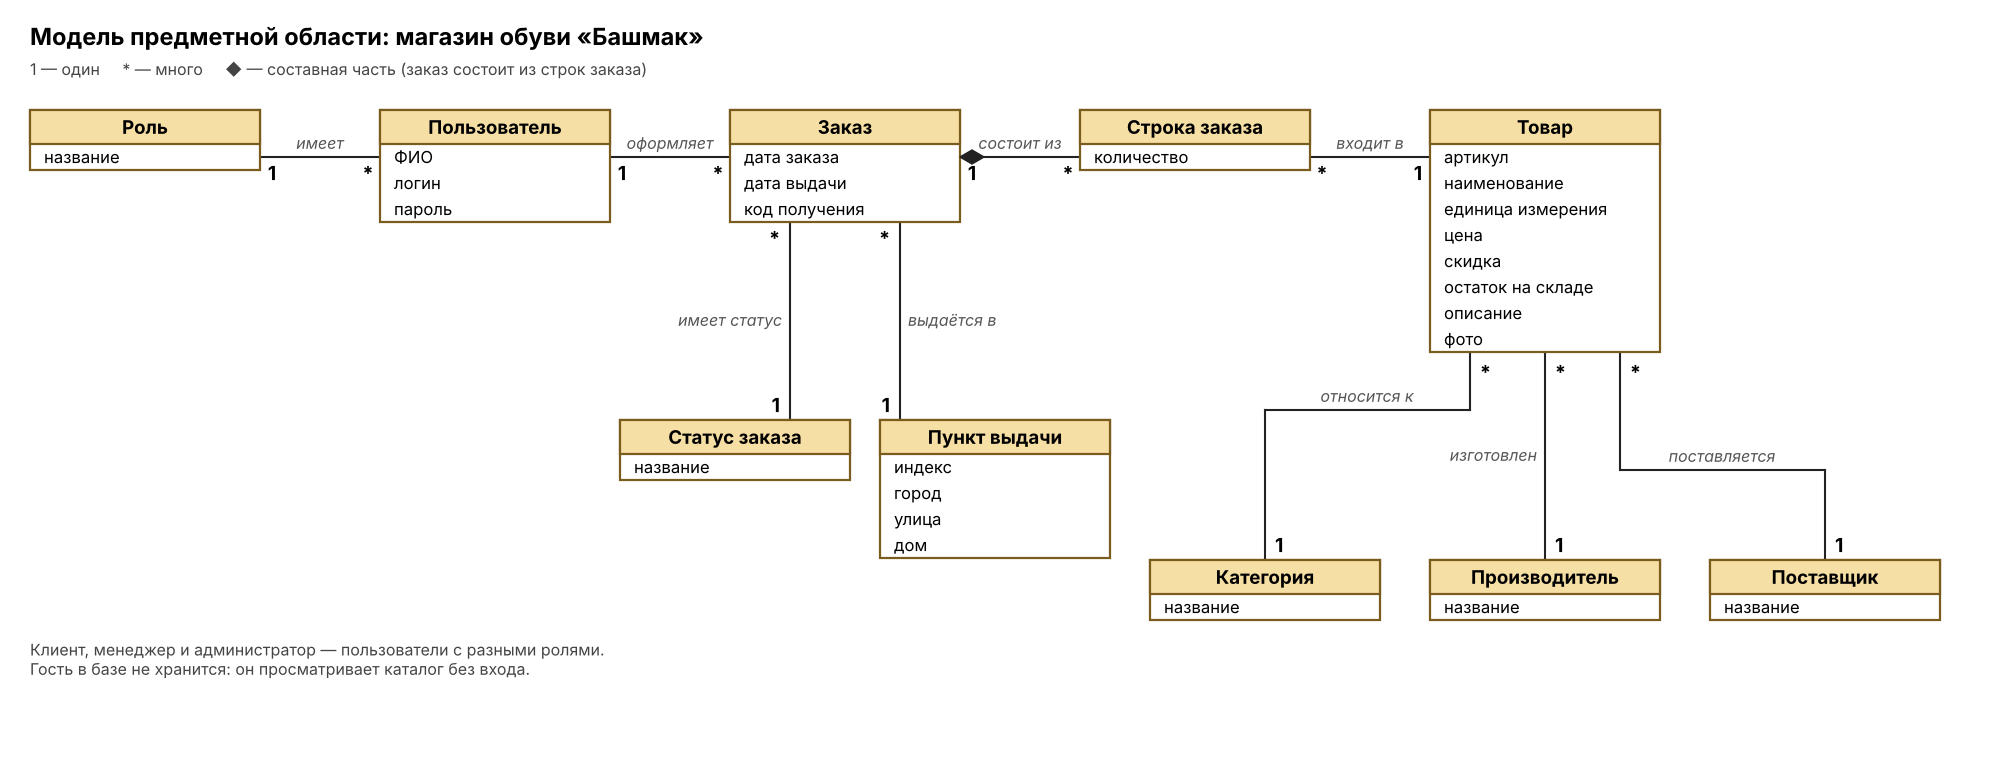 Модель предметной области: магазин обуви «Башмак»
1 — один * — много ◆ — составная часть (заказ состоит из строк заказа)
Роль
название
имеет
1 *
Пользователь
ФИО
логин
пароль
оформляет
1 *
Заказ
дата заказа
дата выдачи
код получения
состоит из
1 *
Строка заказа
количество
входит в
* 1
Товар
артикул
наименование
единица измерения
цена
скидка
остаток на складе
описание
фото
* *
имеет статус
выдаётся в
1 1
Статус заказа
название
Пункт выдачи
индекс
город
улица
дом
* * *
относится к
изготовлен
поставляется
1 1 1
Категория
название
Производитель
название
Поставщик
название
Клиент, менеджер и администратор — пользователи с разными ролями.
Гость в базе не хранится: он просматривает каталог без входа.